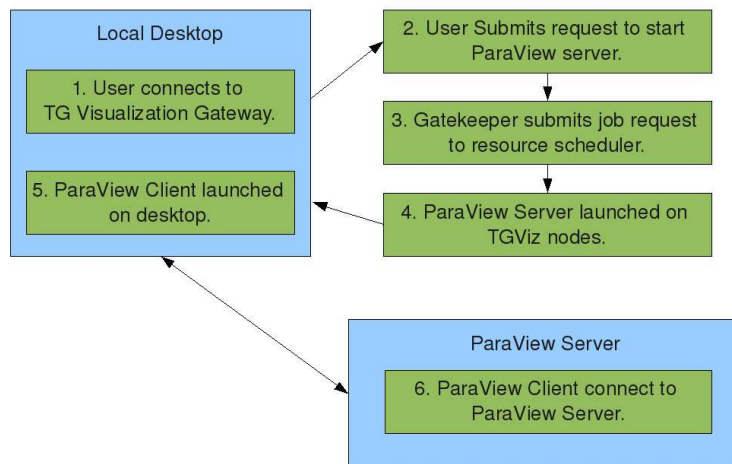 Local Desktop
1. User connects to
TG Visualization Gateway.
2. User Submits request to start
ParaView server.
3. Gatekeeper submits job request
to resource scheduler.
4. ParaView Server launched on
TGViz nodes.
5. ParaView Client launched
on desktop.
ParaView Server
6. ParaView Client connect to
ParaView Server.